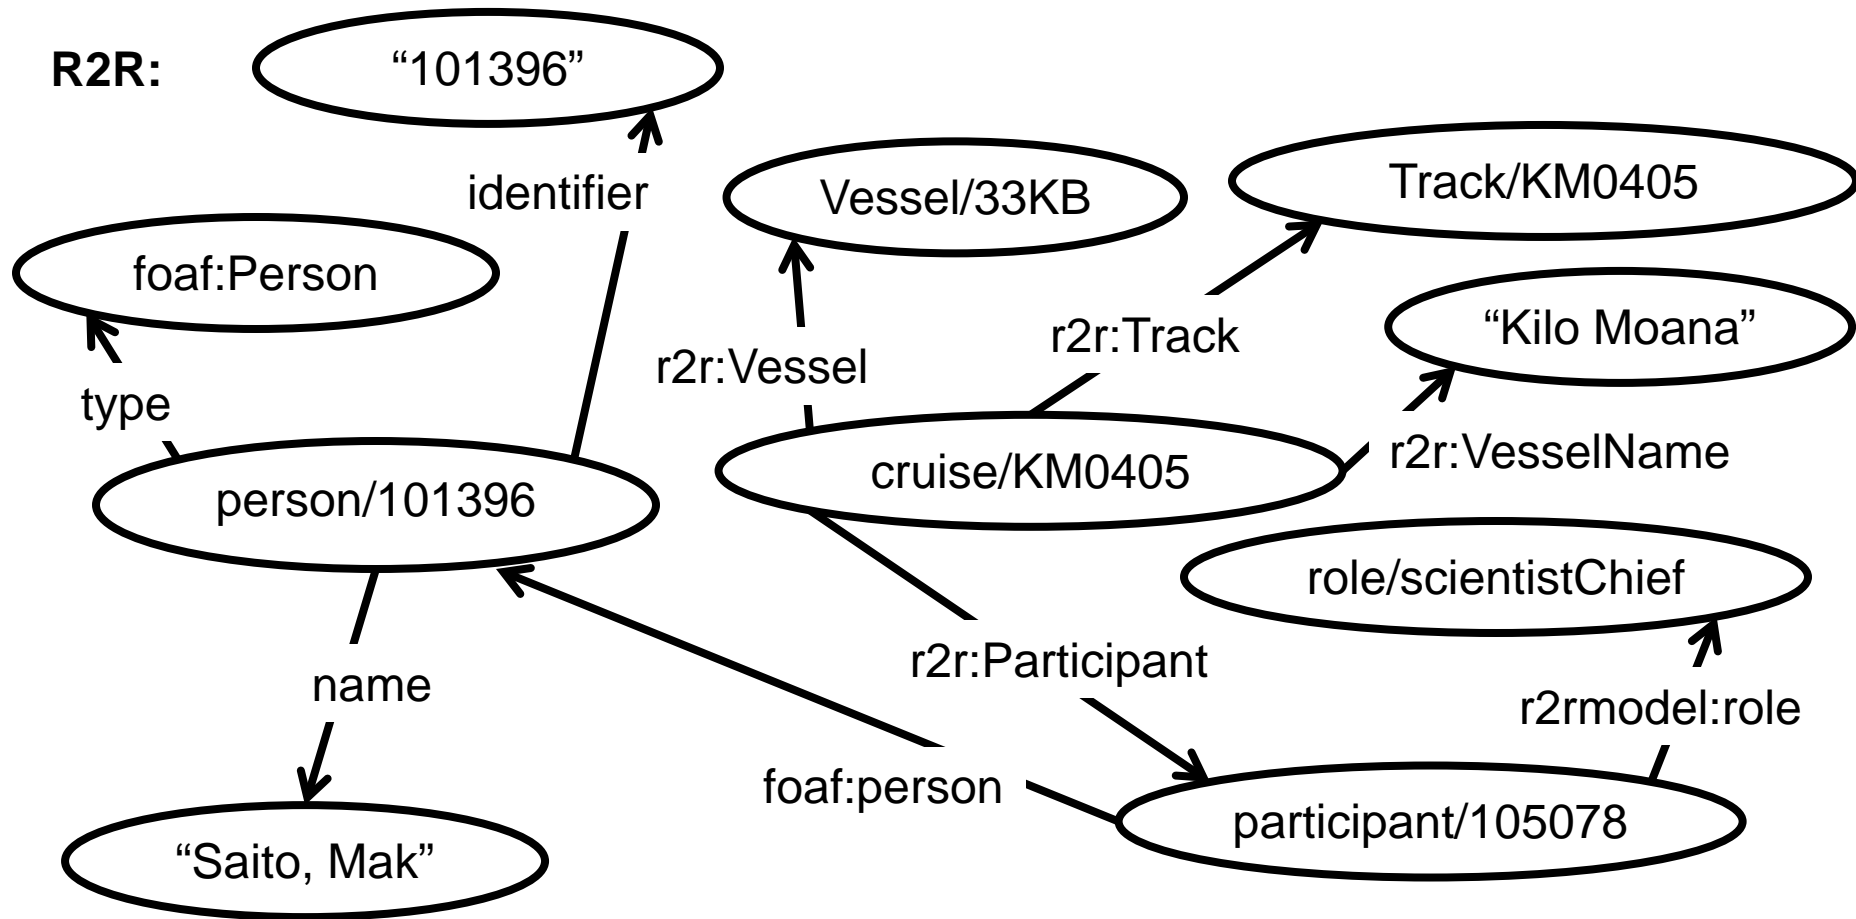 R2R:
“101396”
identifier
Vessel/33KB
Track/KM0405
foaf:Person
“Kilo Moana”
r2r:Track
r2r:Vessel
type
r2r:VesselName
cruise/KM0405
person/101396
role/scientistChief
r2r:Participant
name
r2rmodel:role
foaf:person
participant/105078
“Saito, Mak”